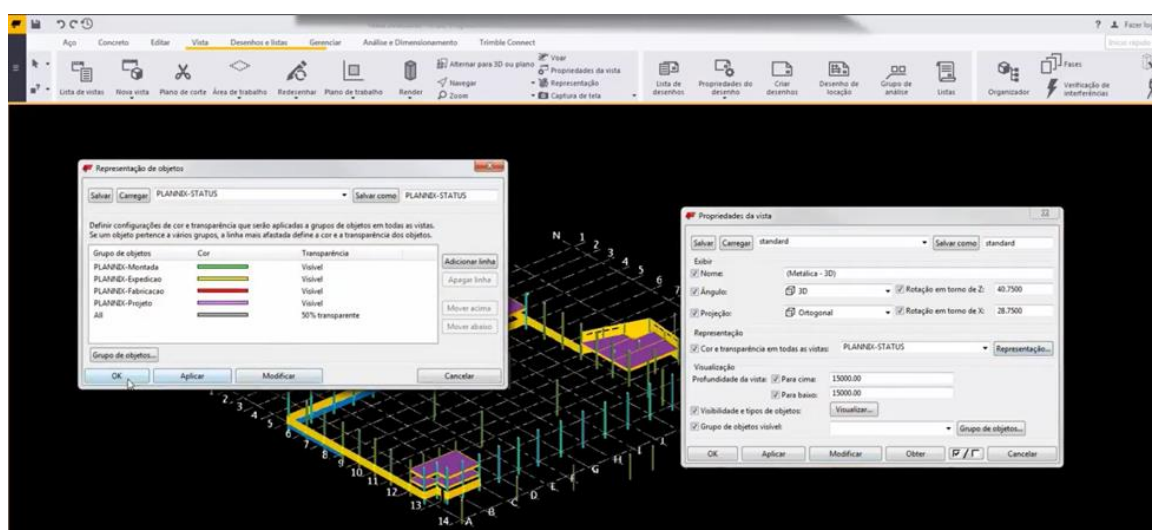 ? Fazer log
Aço Concreto Editar Vista Desenhos e listas Gerenciar Análise e Dimensionamento Trimble Connect
Início rápido
Lista de vistas Nova vista Plano de corte Área de trabalho Redesenhar Plano de trabalho Render
Alternar para 3D ou plano
Navegar
Zoom
Voar
Propriedades da vista
Representação
Captura de tela
Lista de desenhos
Propriedades do desenho
Criar desenhos
Desenho de locação
Grupo de análise
Listas
Organizador
Fases
Verificação de interferências
Representação de objetos
Salvar Carregar PLANNIX-STATUS Salvar como PLANNIX-STATUS
Definir configurações de cor e transparência que serão aplicadas a grupos de objetos em todas as vistas.
Se um objeto pertence a vários grupos, a linha mais afastada define a cor e a transparência dos objetos.
Grupo de objetos Cor Transparência
PLANNIX-Montada Visível
PLANNIX-Expedicao Visível
PLANNIX-Fabricacao Visível
PLANNIX-Projeto Visível
All 50% transparente
Adicionar linha
Apagar linha
Mover acima
Mover abaixo
Grupo de objetos...
OK Aplicar Modificar Cancelar
Propriedades da vista
Salvar Carregar standard Salvar como standard
Exibir
Nome: (Metálica - 3D)
Ângulo: 3D Rotação em torno de Z: 40.7500
Projeção: Ortogonal Rotação em torno de X: 28.7500
Representação
Cor e transparência em todas as vistas: PLANNIX-STATUS Representação...
Visualização
Profundidade da vista: Para cima: 15000.00
Para baixo: 15000.00
Visibilidade e tipos de objetos: Visualizar...
Grupo de objetos visível: Grupo de objetos...
OK Aplicar Modificar Obter / Cancelar
N 1 2 3 4 5 6 7
2 3 4 5 6 7 8 9 10 11 12 13 14
A B C D E F G H I J